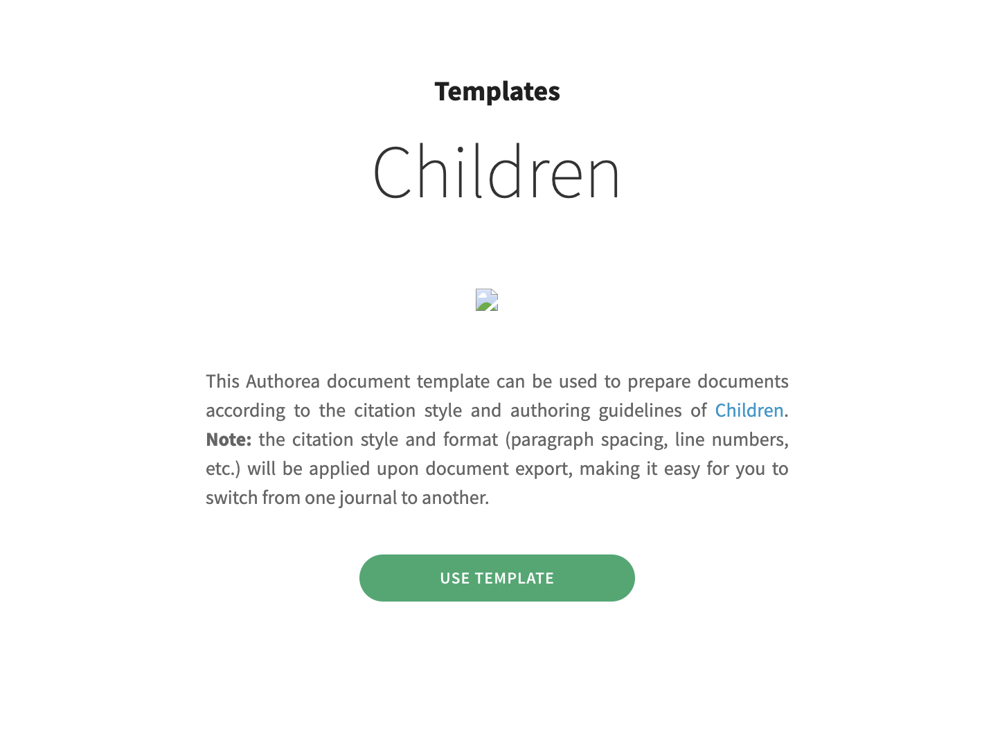 Templates
Children
This Authorea document template can be used to prepare documents
according to the citation style and authoring guidelines of Children.
Note: the citation style and format (paragraph spacing, line numbers,
etc.) will be applied upon document export, making it easy for you to
switch from one journal to another.
USE TEMPLATE